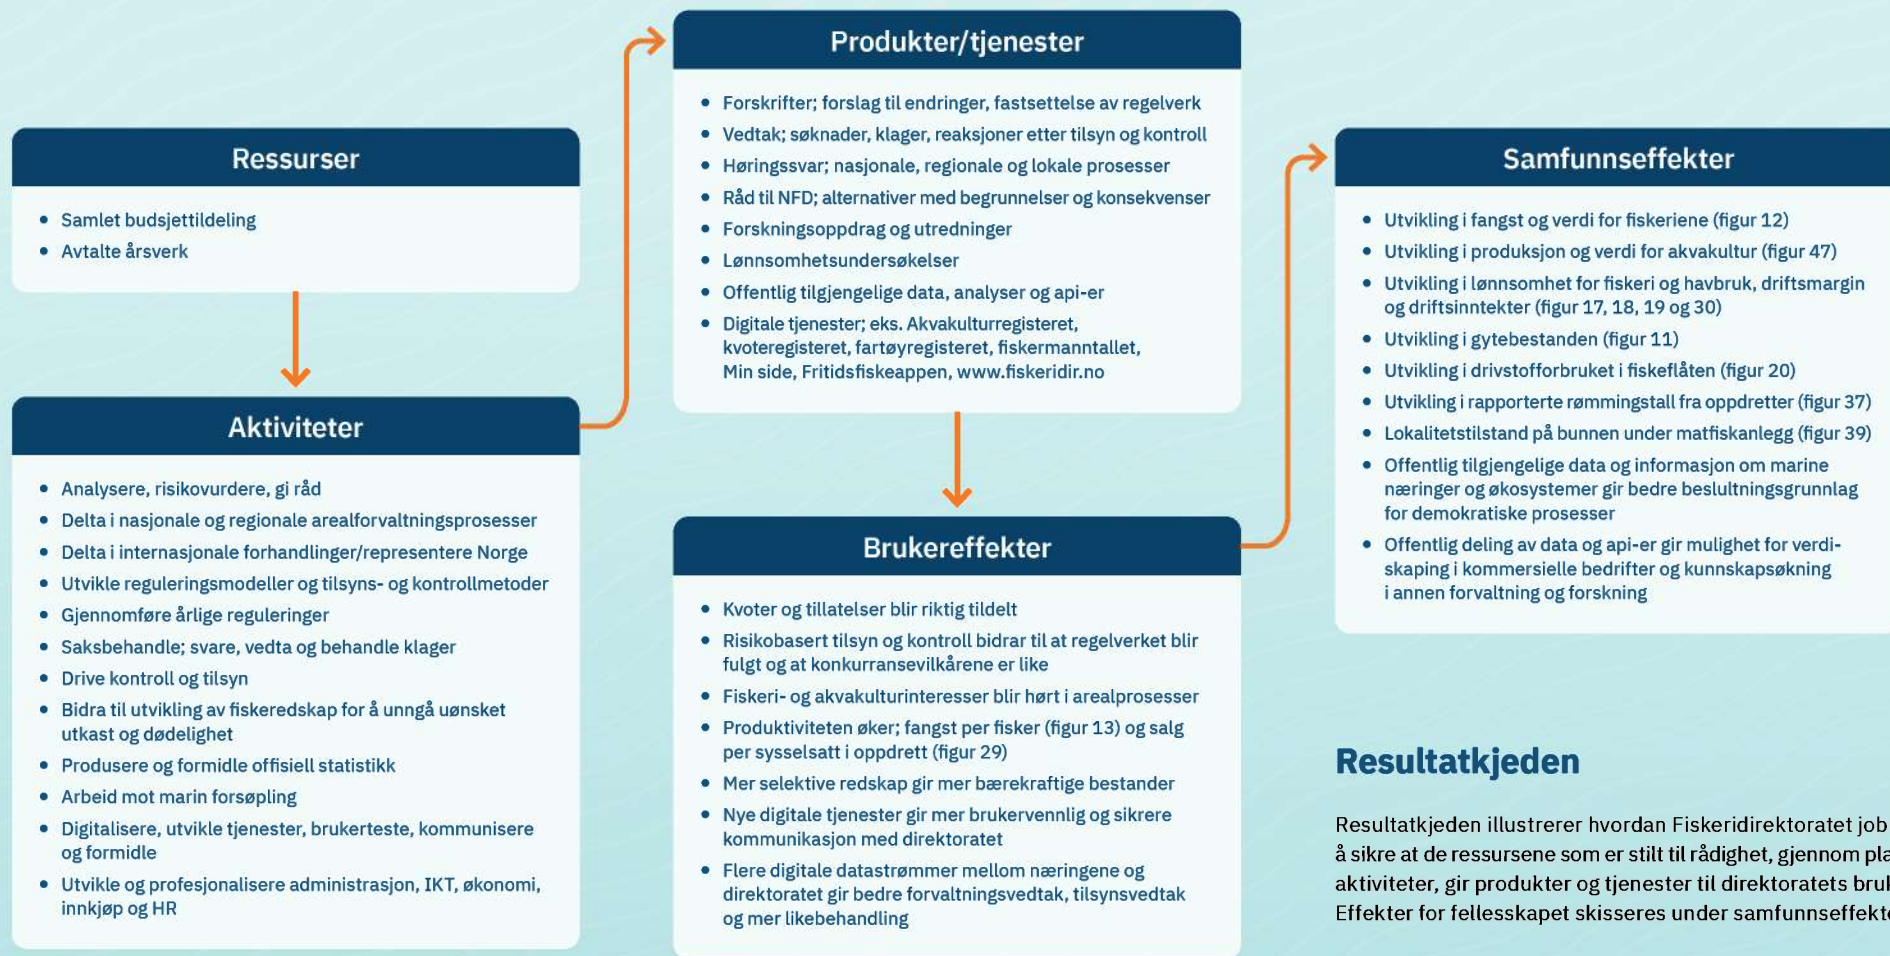 Ressurser
• Samlet budsjettildeling
• Avtalte årsverk
Aktiviteter
• Analysere, risikovurdere, gi råd
• Delta i nasjonale og regionale arealforvaltningsprosesser
• Delta i internasjonale forhandlinger/representere Norge
• Utvikle reguleringsmodeller og tilsyns- og kontrollmetoder
• Gjennomføre årlige reguleringer
• Saksbehandle; svare, vedta og behandle klager
• Drive kontroll og tilsyn
• Bidra til utvikling av fiskeredskap for å unngå uønsket
utkast og dødelighet
• Produsere og formidle offisiell statistikk
• Arbeid mot marin forsøpling
• Digitalisere, utvikle tjenester, brukerteste, kommunisere
og formidle
• Utvikle og profesjonalisere administrasjon, IKT, økonomi,
innkjøp og HR
Produkter/tjenester
• Forskrifter; forslag til endringer, fastsettelse av regelverk
• Vedtak; søknader, klager, reaksjoner etter tilsyn og kontroll
• Høringssvar; nasjonale, regionale og lokale prosesser
• Råd til NFD; alternativer med begrunnelser og konsekvenser
• Forskningsoppdrag og utredninger
• Lønnsomhetsundersøkelser
• Offentlig tilgjengelige data, analyser og api-er
• Digitale tjenester; eks. Akvakulturregisteret,
kvoteregisteret, fartøyregisteret, fiskermanntallet,
Min side, Fritidsfiskeappen, www.fiskeridir.no
Brukereffekter
• Kvoter og tillatelser blir riktig tildelt
• Risikobasert tilsyn og kontroll bidrar til at regelverket blir
fulgt og at konkurransevilkårene er like
• Fiskeri- og akvakulturinteresser blir hørt i arealprosesser
• Produktiviteten øker; fangst per fisker (figur 13) og salg
per sysselsatt i oppdrett (figur 29)
• Mer selektive redskap gir mer bærekraftige bestander
• Nye digitale tjenester gir mer brukervennlig og sikrere
kommunikasjon med direktoratet
• Flere digitale datastrømmer mellom næringene og
direktoratet gir bedre forvaltningsvedtak, tilsynsvedtak
og mer likebehandling
Samfunnseffekter
• Utvikling i fangst og verdi for fiskeriene (figur 12)
• Utvikling i produksjon og verdi for akvakultur (figur 47)
• Utvikling i lønnsomhet for fiskeri og havbruk, driftsmargin
og driftsinntekter (figur 17, 18, 19 og 30)
• Utvikling i gytebestanden (figur 11)
• Utvikling i drivstofforbruket i fiskeflåten (figur 20)
• Utvikling i rapporterte rømmingstall fra oppdretter (figur 37)
• Lokalitetstilstand på bunnen under matfiskanlegg (figur 39)
• Offentlig tilgjengelige data og informasjon om marine
næringer og økosystemer gir bedre beslultningsgrunnlag
for demokratiske prosesser
• Offentlig deling av data og api-er gir mulighet for verdi-
skaping i kommersielle bedrifter og kunnskapsøkning
i annen forvaltning og forskning
Resultatkjeden
Resultatkjeden illustrerer hvordan Fiskeridirektoratet job
å sikre at de ressursene som er stilt til rådighet, gjennom pla
aktiviteter, gir produkter og tjenester til direktoratets bruk
Effekter for fellesskapet skisseres under samfunnseffekte